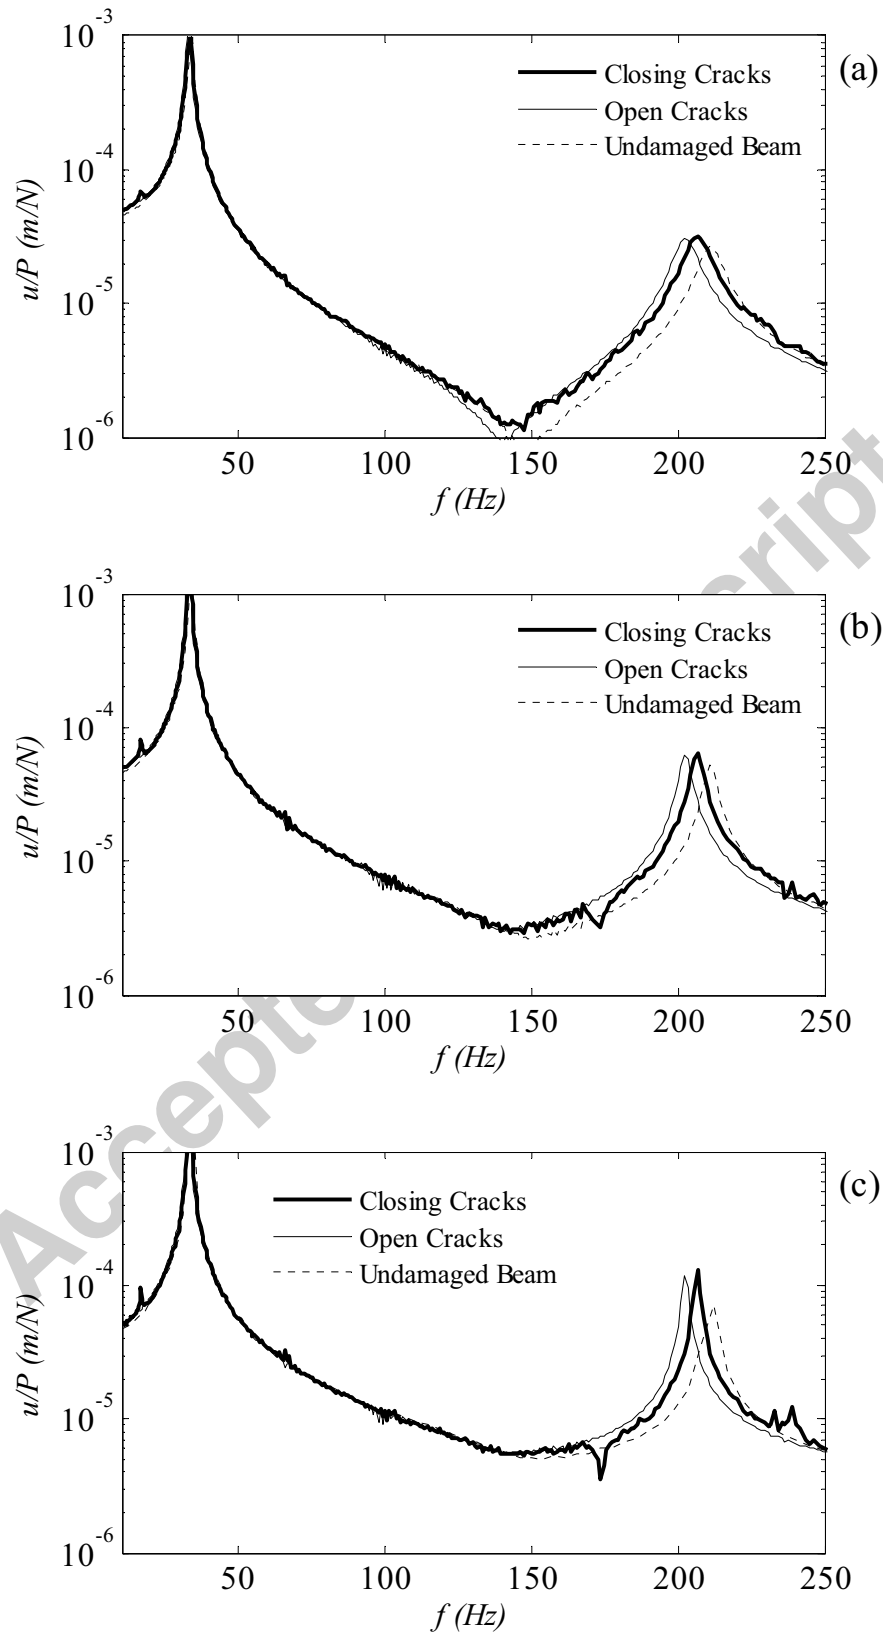 (a)
10^-3
10^-4
10^-5
10^-6
u/P (m/N)
Closing Cracks
Open Cracks
Undamaged Beam
50 100 150 200 250
f (Hz)
(b)
10^-3
10^-4
10^-5
10^-6
u/P (m/N)
Closing Cracks
Open Cracks
Undamaged Beam
50 100 150 200 250
f (Hz)
(c)
10^-3
10^-4
10^-5
10^-6
u/P (m/N)
Closing Cracks
Open Cracks
Undamaged Beam
50 100 150 200 250
f (Hz)
Accepte
cript